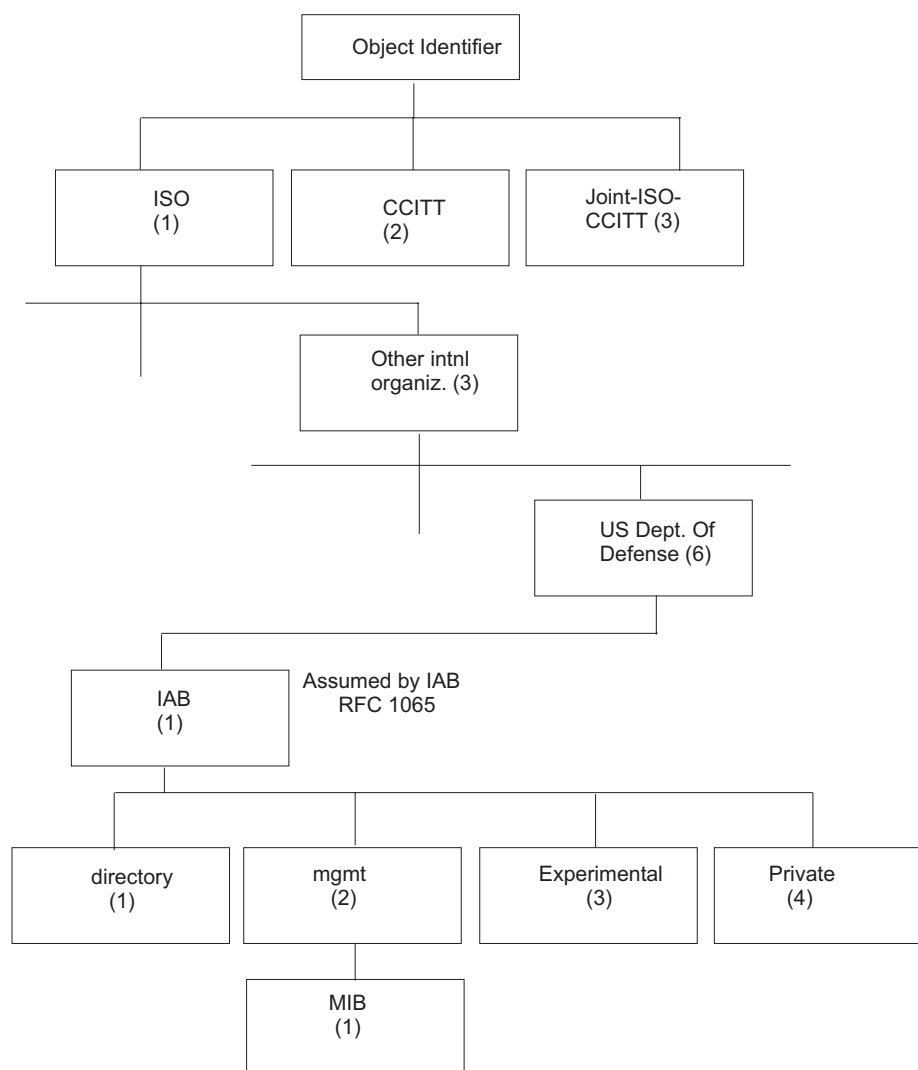 Object Identifier
ISO
(1)
CCITT
(2)
Joint-ISO-
CCITT (3)
Other intnl
organiz. (3)
US Dept. Of
Defense (6)
IAB
(1)
Assumed by IAB
RFC 1065
directory
(1)
mgmt
(2)
Experimental
(3)
Private
(4)
MIB
(1)